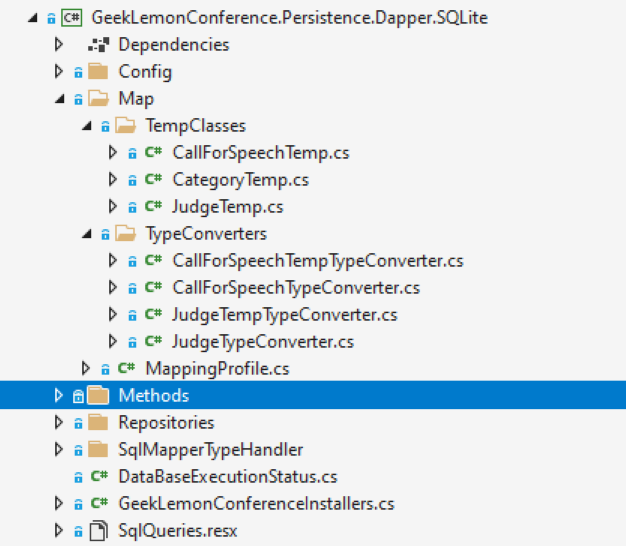 C# GeekLemonConference.Persistence.Dapper.SQLite
Dependencies
Config
Map
TempClasses
C# CallForSpeechTemp.cs
C# CategoryTemp.cs
C# JudgeTemp.cs
TypeConverters
C# CallForSpeechTempTypeConverter.cs
C# CallForSpeechTypeConverter.cs
C# JudgeTempTypeConverter.cs
C# JudgeTypeConverter.cs
C# MappingProfile.cs
Methods
Repositories
SqlMapperTypeHandler
C# DataBaseExecutionStatus.cs
C# GeekLemonConferenceInstallers.cs
SqlQueries.resx